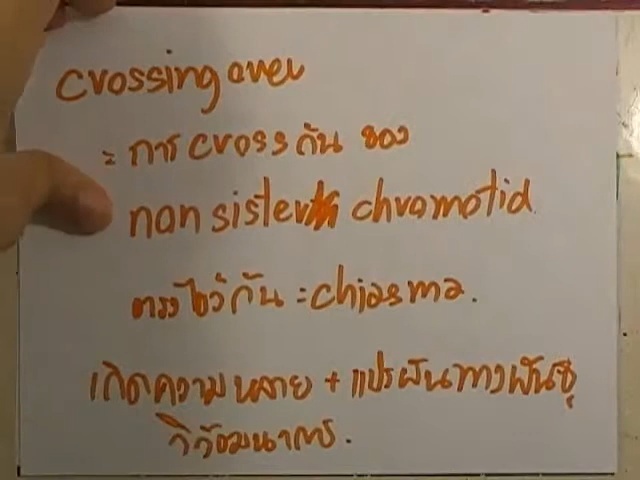 crossing over
= การ cross กัน ของ
non sister chromatid
ตรงไขว้กัน = chiasma.
เกิดความหลาย + แปรผันทางพันธุ
วิวัฒนาการ.